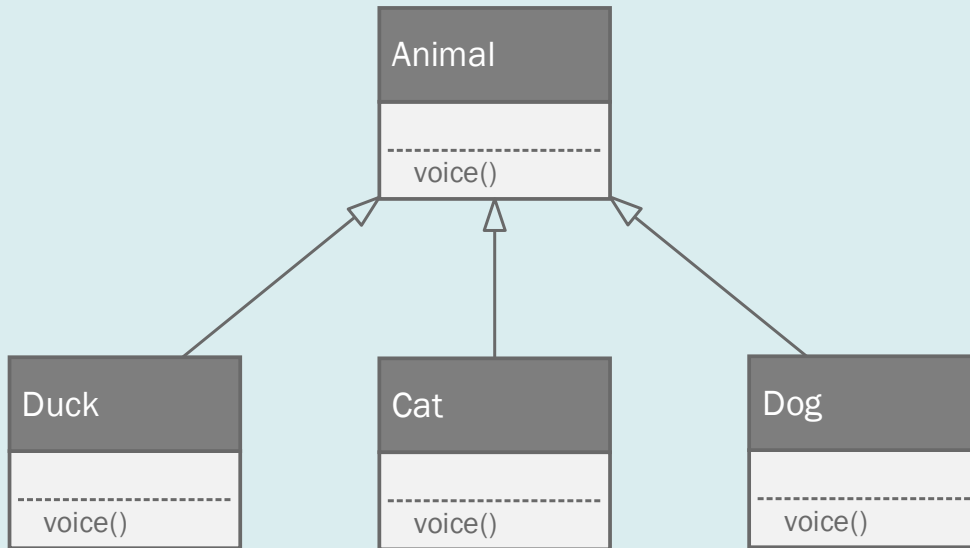 Animal
voice()
Duck
Cat
Dog
voice()
voice()
voice()